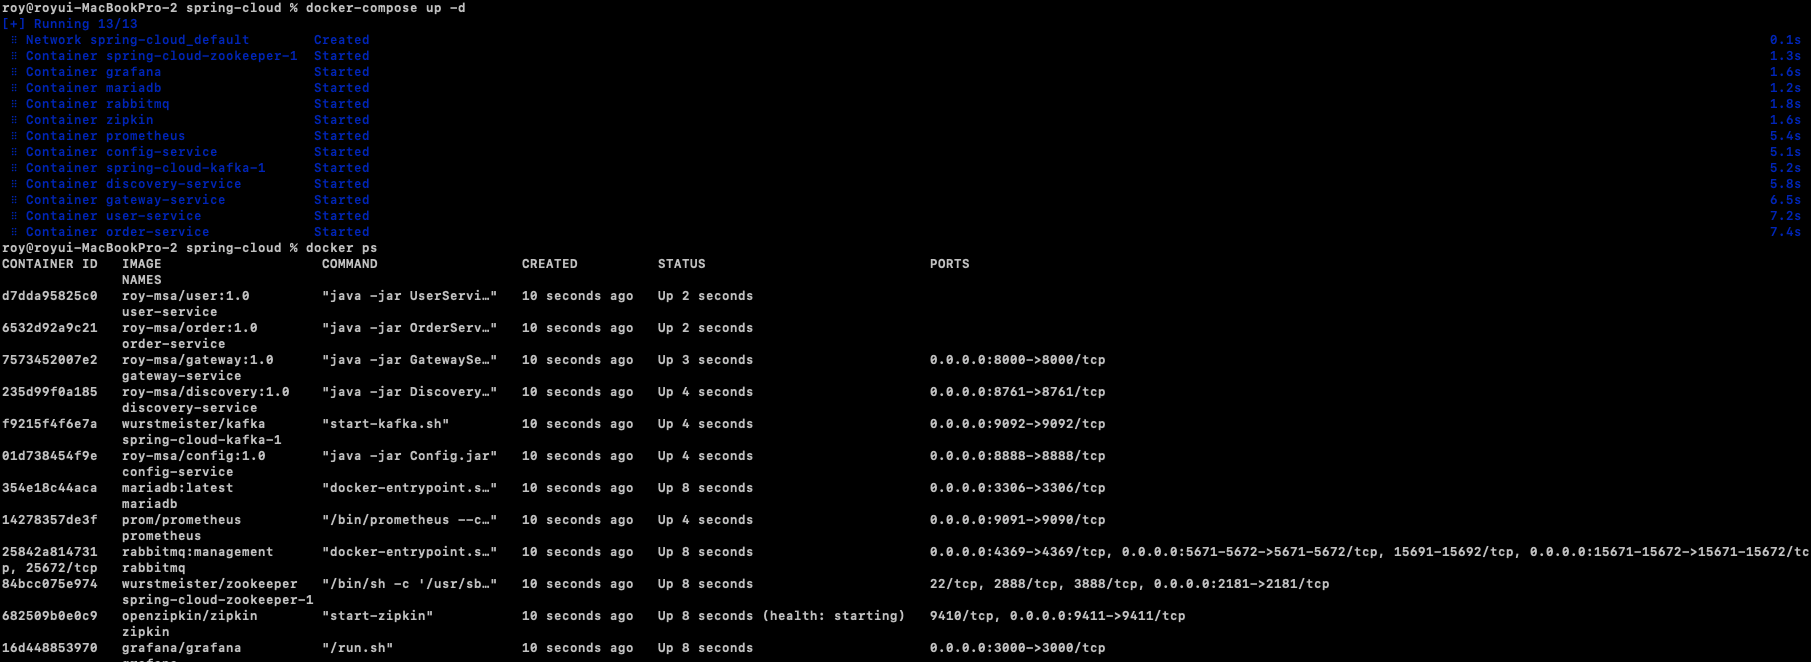 roy@royui-MacBookPro-2 spring-cloud % docker-compose up -d
[+] Running 13/13
⠿ Network spring-cloud_default Created 0.1s
⠿ Container spring-cloud-zookeeper-1 Started 1.3s
⠿ Container grafana Started 1.6s
⠿ Container mariadb Started 1.2s
⠿ Container rabbitmq Started 1.8s
⠿ Container zipkin Started 1.6s
⠿ Container prometheus Started 5.4s
⠿ Container config-service Started 5.1s
⠿ Container spring-cloud-kafka-1 Started 5.2s
⠿ Container discovery-service Started 5.8s
⠿ Container gateway-service Started 6.5s
⠿ Container user-service Started 7.2s
⠿ Container order-service Started 7.4s
roy@royui-MacBookPro-2 spring-cloud % docker ps
CONTAINER ID IMAGE COMMAND CREATED STATUS PORTS
NAMES
d7dda95825c0 roy-msa/user:1.0 "java -jar UserServi…" 10 seconds ago Up 2 seconds
user-service
6532d92a9c21 roy-msa/order:1.0 "java -jar OrderServ…" 10 seconds ago Up 2 seconds
order-service
7573452007e2 roy-msa/gateway:1.0 "java -jar GatewaySe…" 10 seconds ago Up 3 seconds 0.0.0.0:8000->8000/tcp
gateway-service
235d99f0a185 roy-msa/discovery:1.0 "java -jar Discovery…" 10 seconds ago Up 4 seconds 0.0.0.0:8761->8761/tcp
discovery-service
f9215f4f6e7a wurstmeister/kafka "start-kafka.sh" 10 seconds ago Up 4 seconds 0.0.0.0:9092->9092/tcp
spring-cloud-kafka-1
01d738454f9e roy-msa/config:1.0 "java -jar Config.jar" 10 seconds ago Up 4 seconds 0.0.0.0:8888->8888/tcp
config-service
354e18c44aca mariadb:latest "docker-entrypoint.s…" 10 seconds ago Up 8 seconds 0.0.0.0:3306->3306/tcp
mariadb
14278357de3f prom/prometheus "/bin/prometheus --c…" 10 seconds ago Up 4 seconds 0.0.0.0:9091->9090/tcp
prometheus
25842a814731 rabbitmq:management "docker-entrypoint.s…" 10 seconds ago Up 8 seconds 0.0.0.0:4369->4369/tcp, 0.0.0.0:5671-5672->5671-5672/tcp, 15691-15692/tcp, 0.0.0.0:15671-15672->15671-15672/tc
p, 25672/tcp rabbitmq
84bcc075e974 wurstmeister/zookeeper "/bin/sh -c '/usr/sb…" 10 seconds ago Up 8 seconds 22/tcp, 2888/tcp, 3888/tcp, 0.0.0.0:2181->2181/tcp
spring-cloud-zookeeper-1
682509b0e0c9 openzipkin/zipkin "start-zipkin" 10 seconds ago Up 8 seconds (health: starting) 9410/tcp, 0.0.0.0:9411->9411/tcp
zipkin
16d448853970 grafana/grafana "/run.sh" 10 seconds ago Up 8 seconds 0.0.0.0:3000->3000/tcp